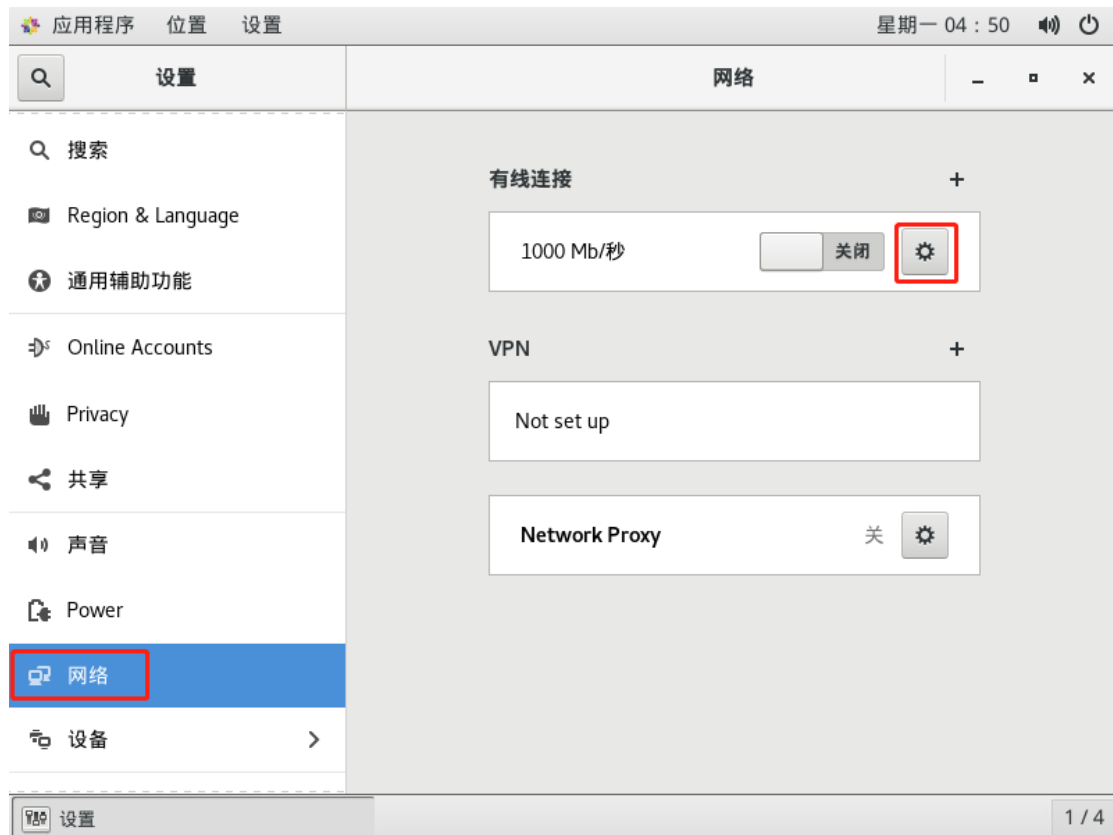 应用程序 位置 设置 星期一 04：50
设置 网络
搜索
Region & Language
通用辅助功能
Online Accounts
Privacy
共享
声音
Power
网络
设备
有线连接
1000 Mb/秒 关闭
VPN
Not set up
Network Proxy 关
设置 1 / 4